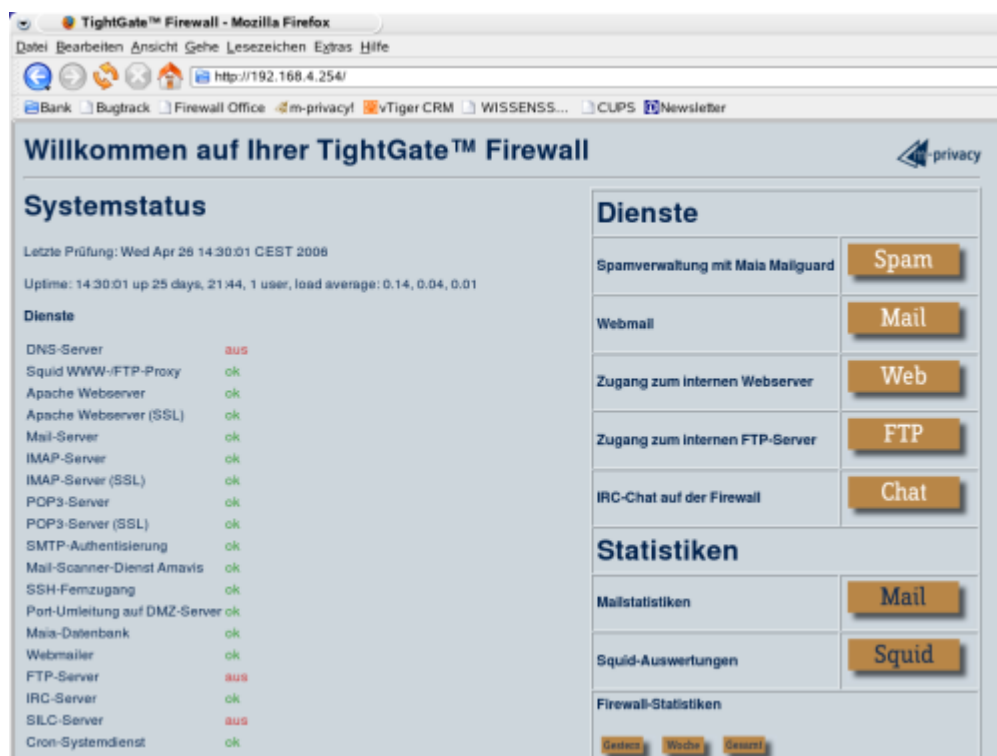 TightGate™ Firewall - Mozilla Firefox
Datei Bearbeiten Ansicht Gehe Lesezeichen Extras Hilfe
http://192.168.4.254/
Bank Bugtrack Firewall Office m-privacy! vTiger CRM WISSENSS... CUPS Newsletter
Willkommen auf Ihrer TightGate™ Firewall
-privacy
Systemstatus
Letzte Prüfung: Wed Apr 26 14:30:01 CEST 2006
Uptime: 14:30:01 up 25 days, 21:44, 1 user, load average: 0.14, 0.04, 0.01
Dienste
DNS-Server aus
Squid WWW-/FTP-Proxy ok
Apache Webserver ok
Apache Webserver (SSL) ok
Mail-Server ok
IMAP-Server ok
IMAP-Server (SSL) ok
POP3-Server ok
POP3-Server (SSL) ok
SMTP-Authentisierung ok
Mail-Scanner-Dienst Amavis ok
SSH-Fernzugang ok
Port-Umleitung auf DMZ-Server ok
Maia-Datenbank ok
Webmailer ok
FTP-Server aus
IRC-Server ok
SILC-Server aus
Cron-Systemdienst ok
Dienste
Spamverwaltung mit Maia Mailguard Spam
Webmail Mail
Zugang zum internen Webserver Web
Zugang zum internen FTP-Server FTP
IRC-Chat auf der Firewall Chat
Statistiken
Mailstatistiken Mail
Squid-Auswertungen Squid
Firewall-Statistiken
Gestern Woche Gesamt